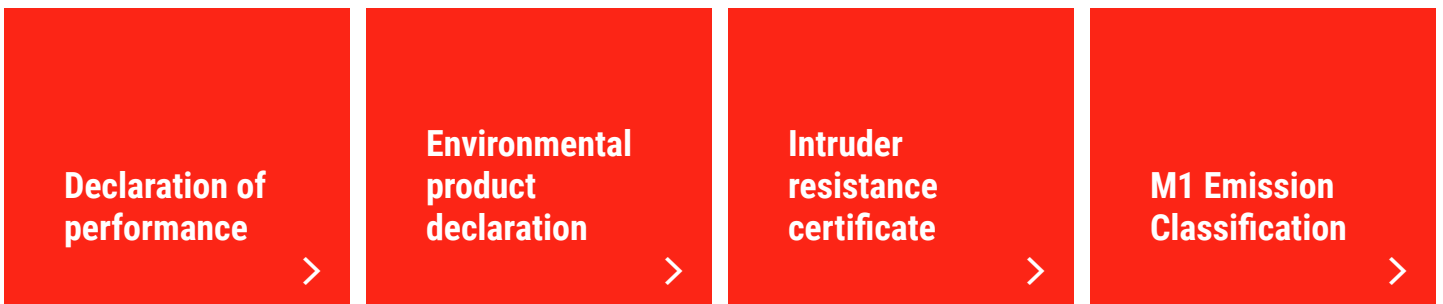 Declaration of
performance
Environmental
product
declaration
Intruder
resistance
certificate
M1 Emission
Classification